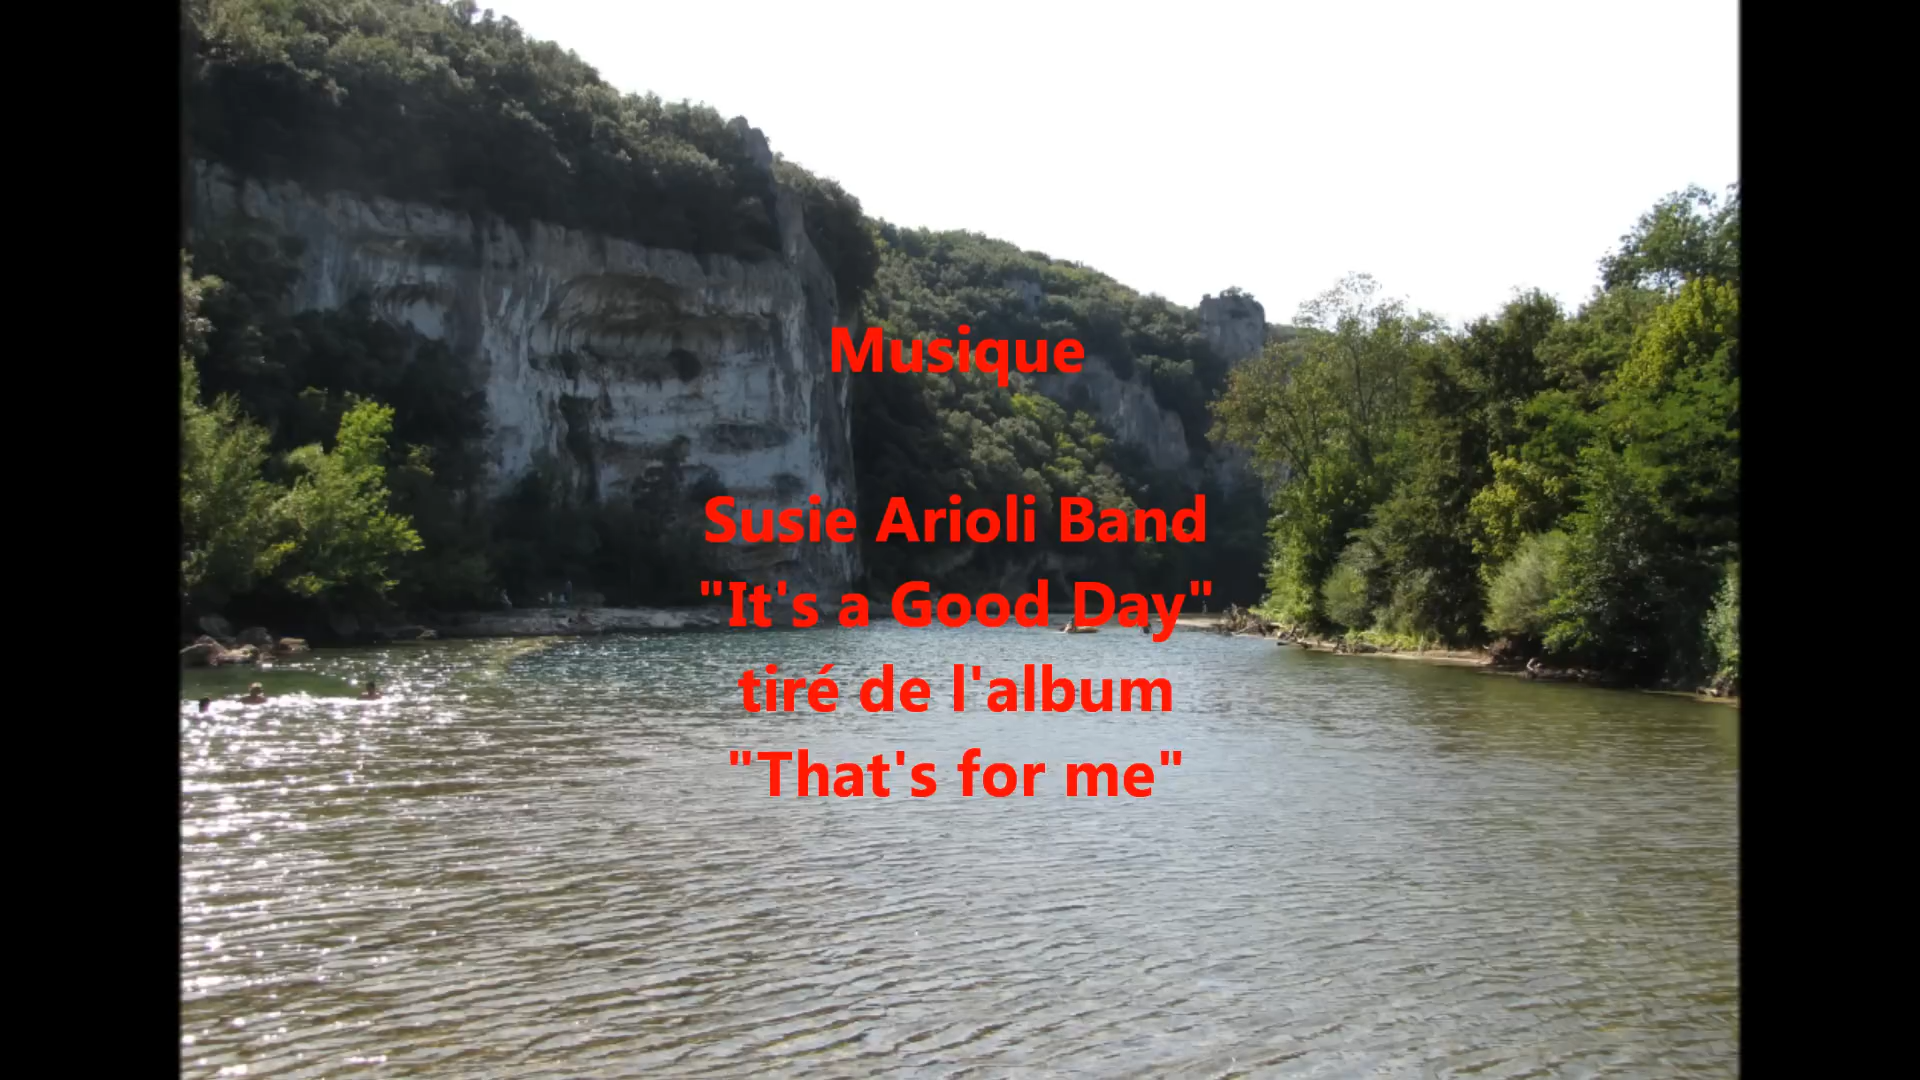 Musique
Susie Arioli Band
"It's a Good Day"
tiré de l'album
"That's for me"